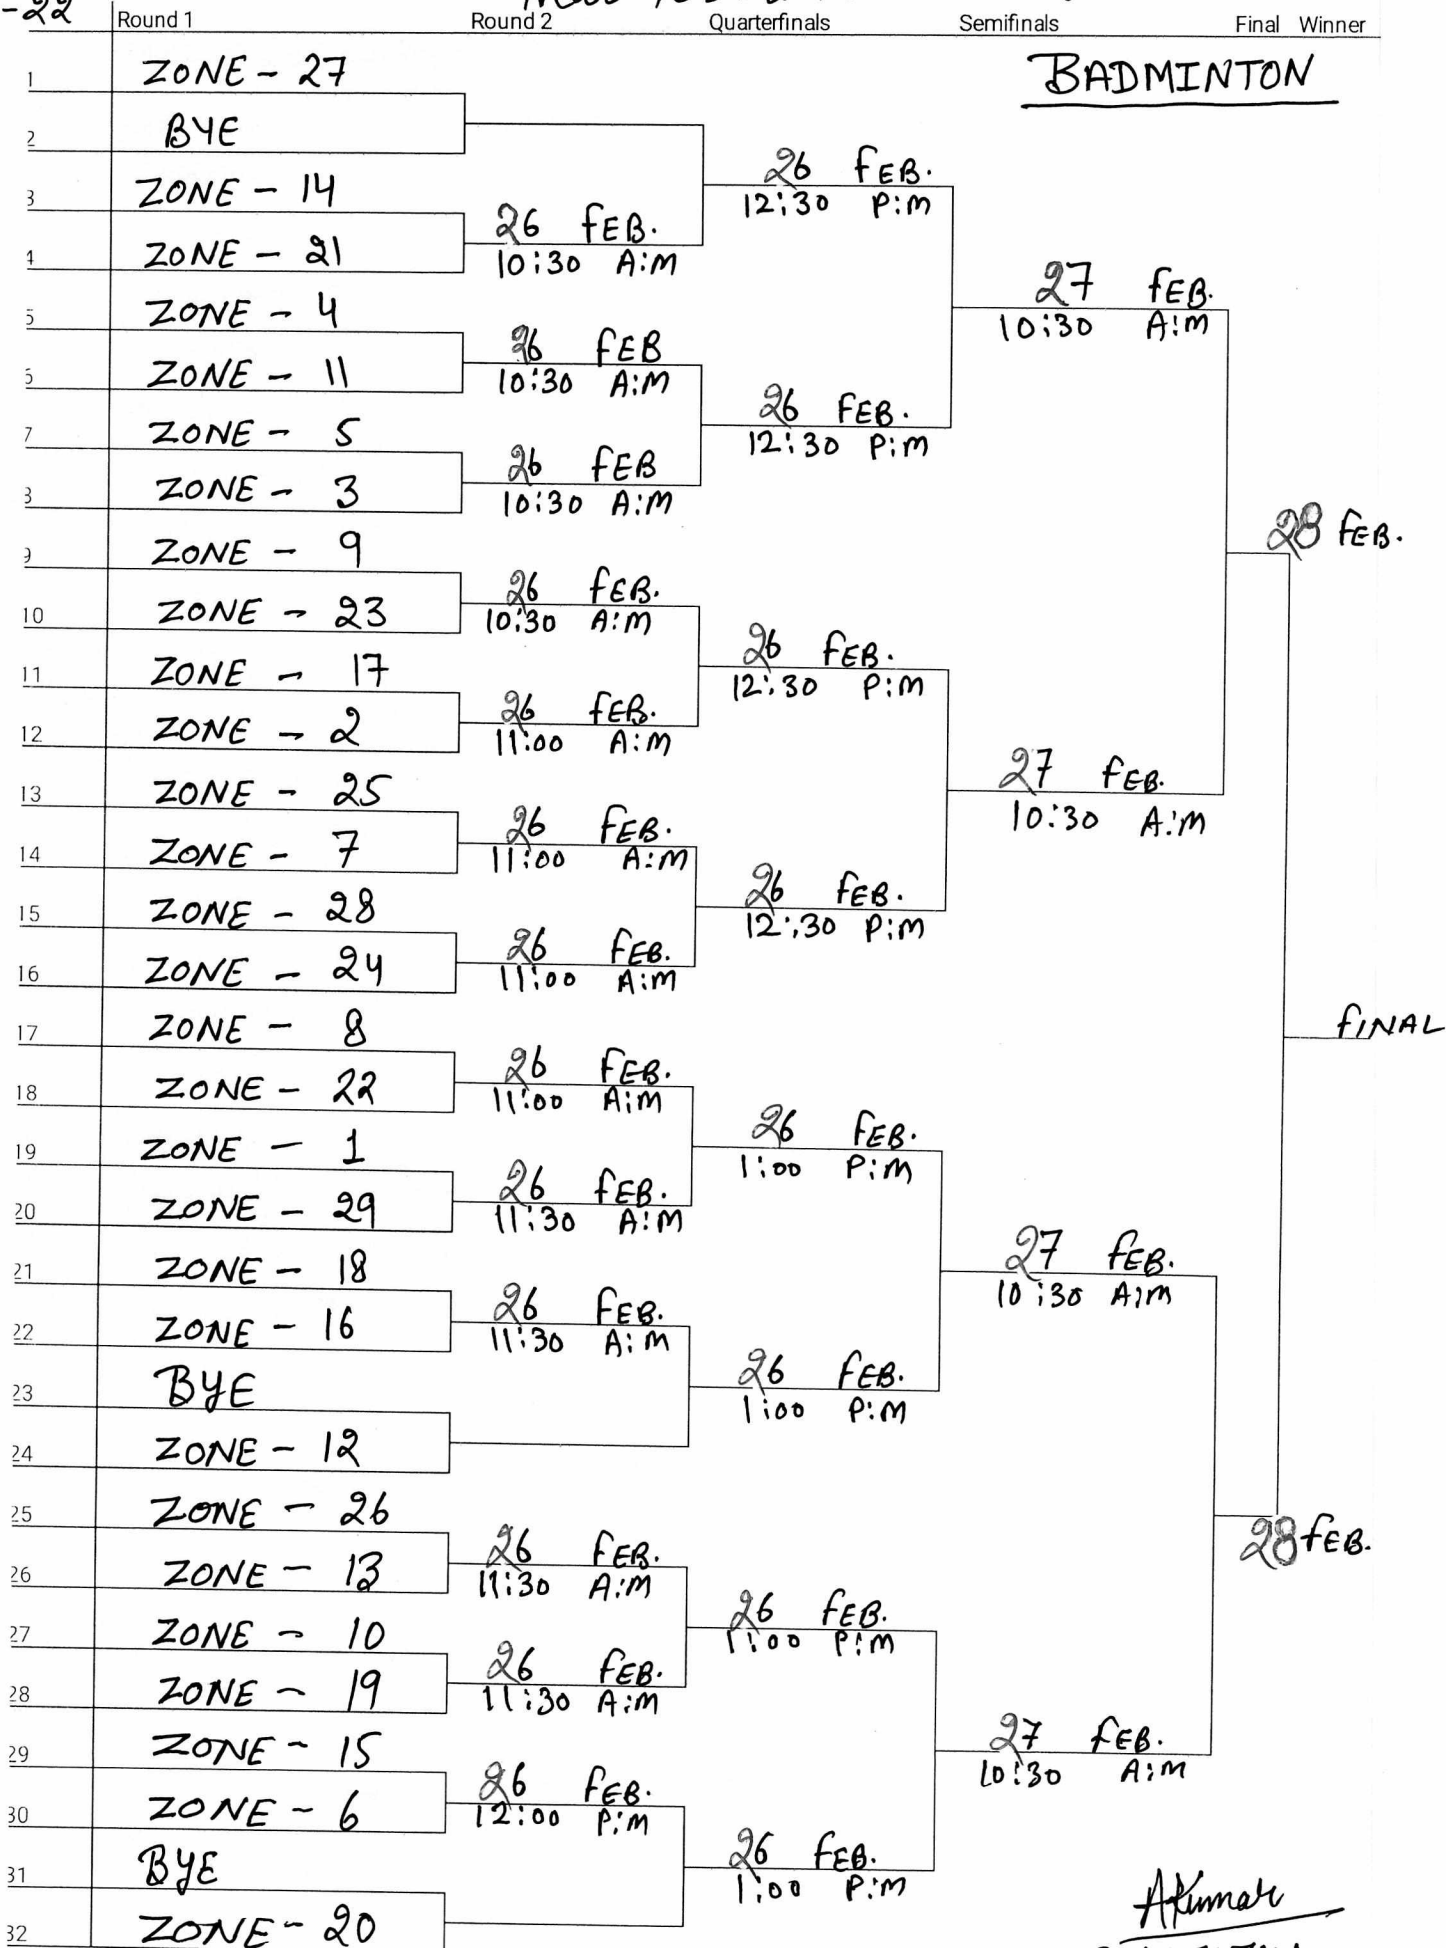 -22
Round 1 Round 2 Quarterfinals Semifinals Final Winner
BADMINTON
1 ZONE - 27
2 BYE
26 FEB.
12:30 P:M
3 ZONE - 14
26 FEB.
10:30 A:M
4 ZONE - 21
27 FEB.
10:30 A:M
5 ZONE - 4
26 FEB
10:30 A:M
6 ZONE - 11
26 FEB.
12:30 P:M
7 ZONE - 5
26 FEB
10:30 A:M
8 ZONE - 3
28 FEB.
9 ZONE - 9
26 FEB.
10:30 A:M
10 ZONE - 23
26 FEB.
12:30 P:M
11 ZONE - 17
26 FEB.
11:00 A:M
12 ZONE - 2
27 FEB.
10:30 A:M
13 ZONE - 25
26 FEB.
11:00 A:M
14 ZONE - 7
26 FEB.
12:30 P:M
15 ZONE - 28
26 FEB.
11:00 A:M
16 ZONE - 24
FINAL
17 ZONE - 8
26 FEB.
11:00 A:M
18 ZONE - 22
26 FEB.
1:00 P:M
19 ZONE - 1
26 FEB.
11:30 A:M
20 ZONE - 29
27 FEB.
10:30 A:M
21 ZONE - 18
26 FEB.
11:30 A:M
22 ZONE - 16
26 FEB.
1:00 P:M
23 BYE
24 ZONE - 12
25 ZONE - 26
28 FEB.
26 FEB.
11:30 A:M
26 ZONE - 13
26 FEB.
1:00 P:M
27 ZONE - 10
26 FEB.
11:30 A:M
28 ZONE - 19
27 FEB.
10:30 A:M
29 ZONE - 15
26 FEB.
12:00 P:M
30 ZONE - 6
26 FEB.
1:00 P:M
31 BYE
AKumar
32 ZONE - 20